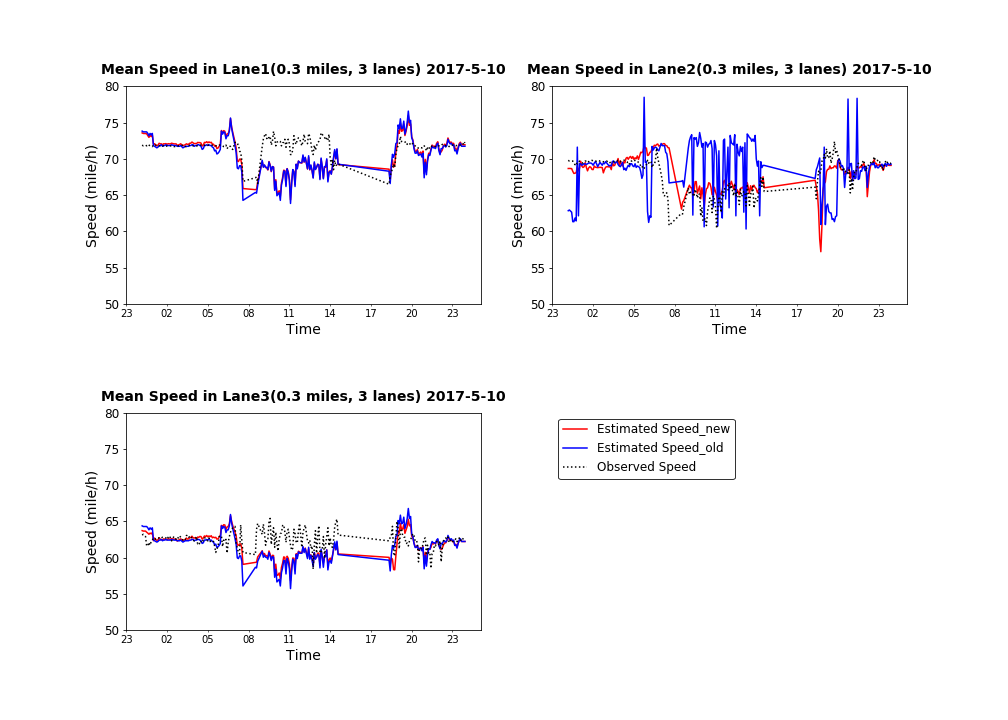 Mean Speed in Lane1(0.3 miles, 3 lanes) 2017-5-10
80
75
70
65
60
55
50
Speed (mile/h)
23 02 05 08 11 14 17 20 23
Time
Mean Speed in Lane2(0.3 miles, 3 lanes) 2017-5-10
80
75
70
65
60
55
50
Speed (mile/h)
23 02 05 08 11 14 17 20 23
Time
Mean Speed in Lane3(0.3 miles, 3 lanes) 2017-5-10
80
75
70
65
60
55
50
Speed (mile/h)
23 02 05 08 11 14 17 20 23
Time
Estimated Speed_new
Estimated Speed_old
Observed Speed